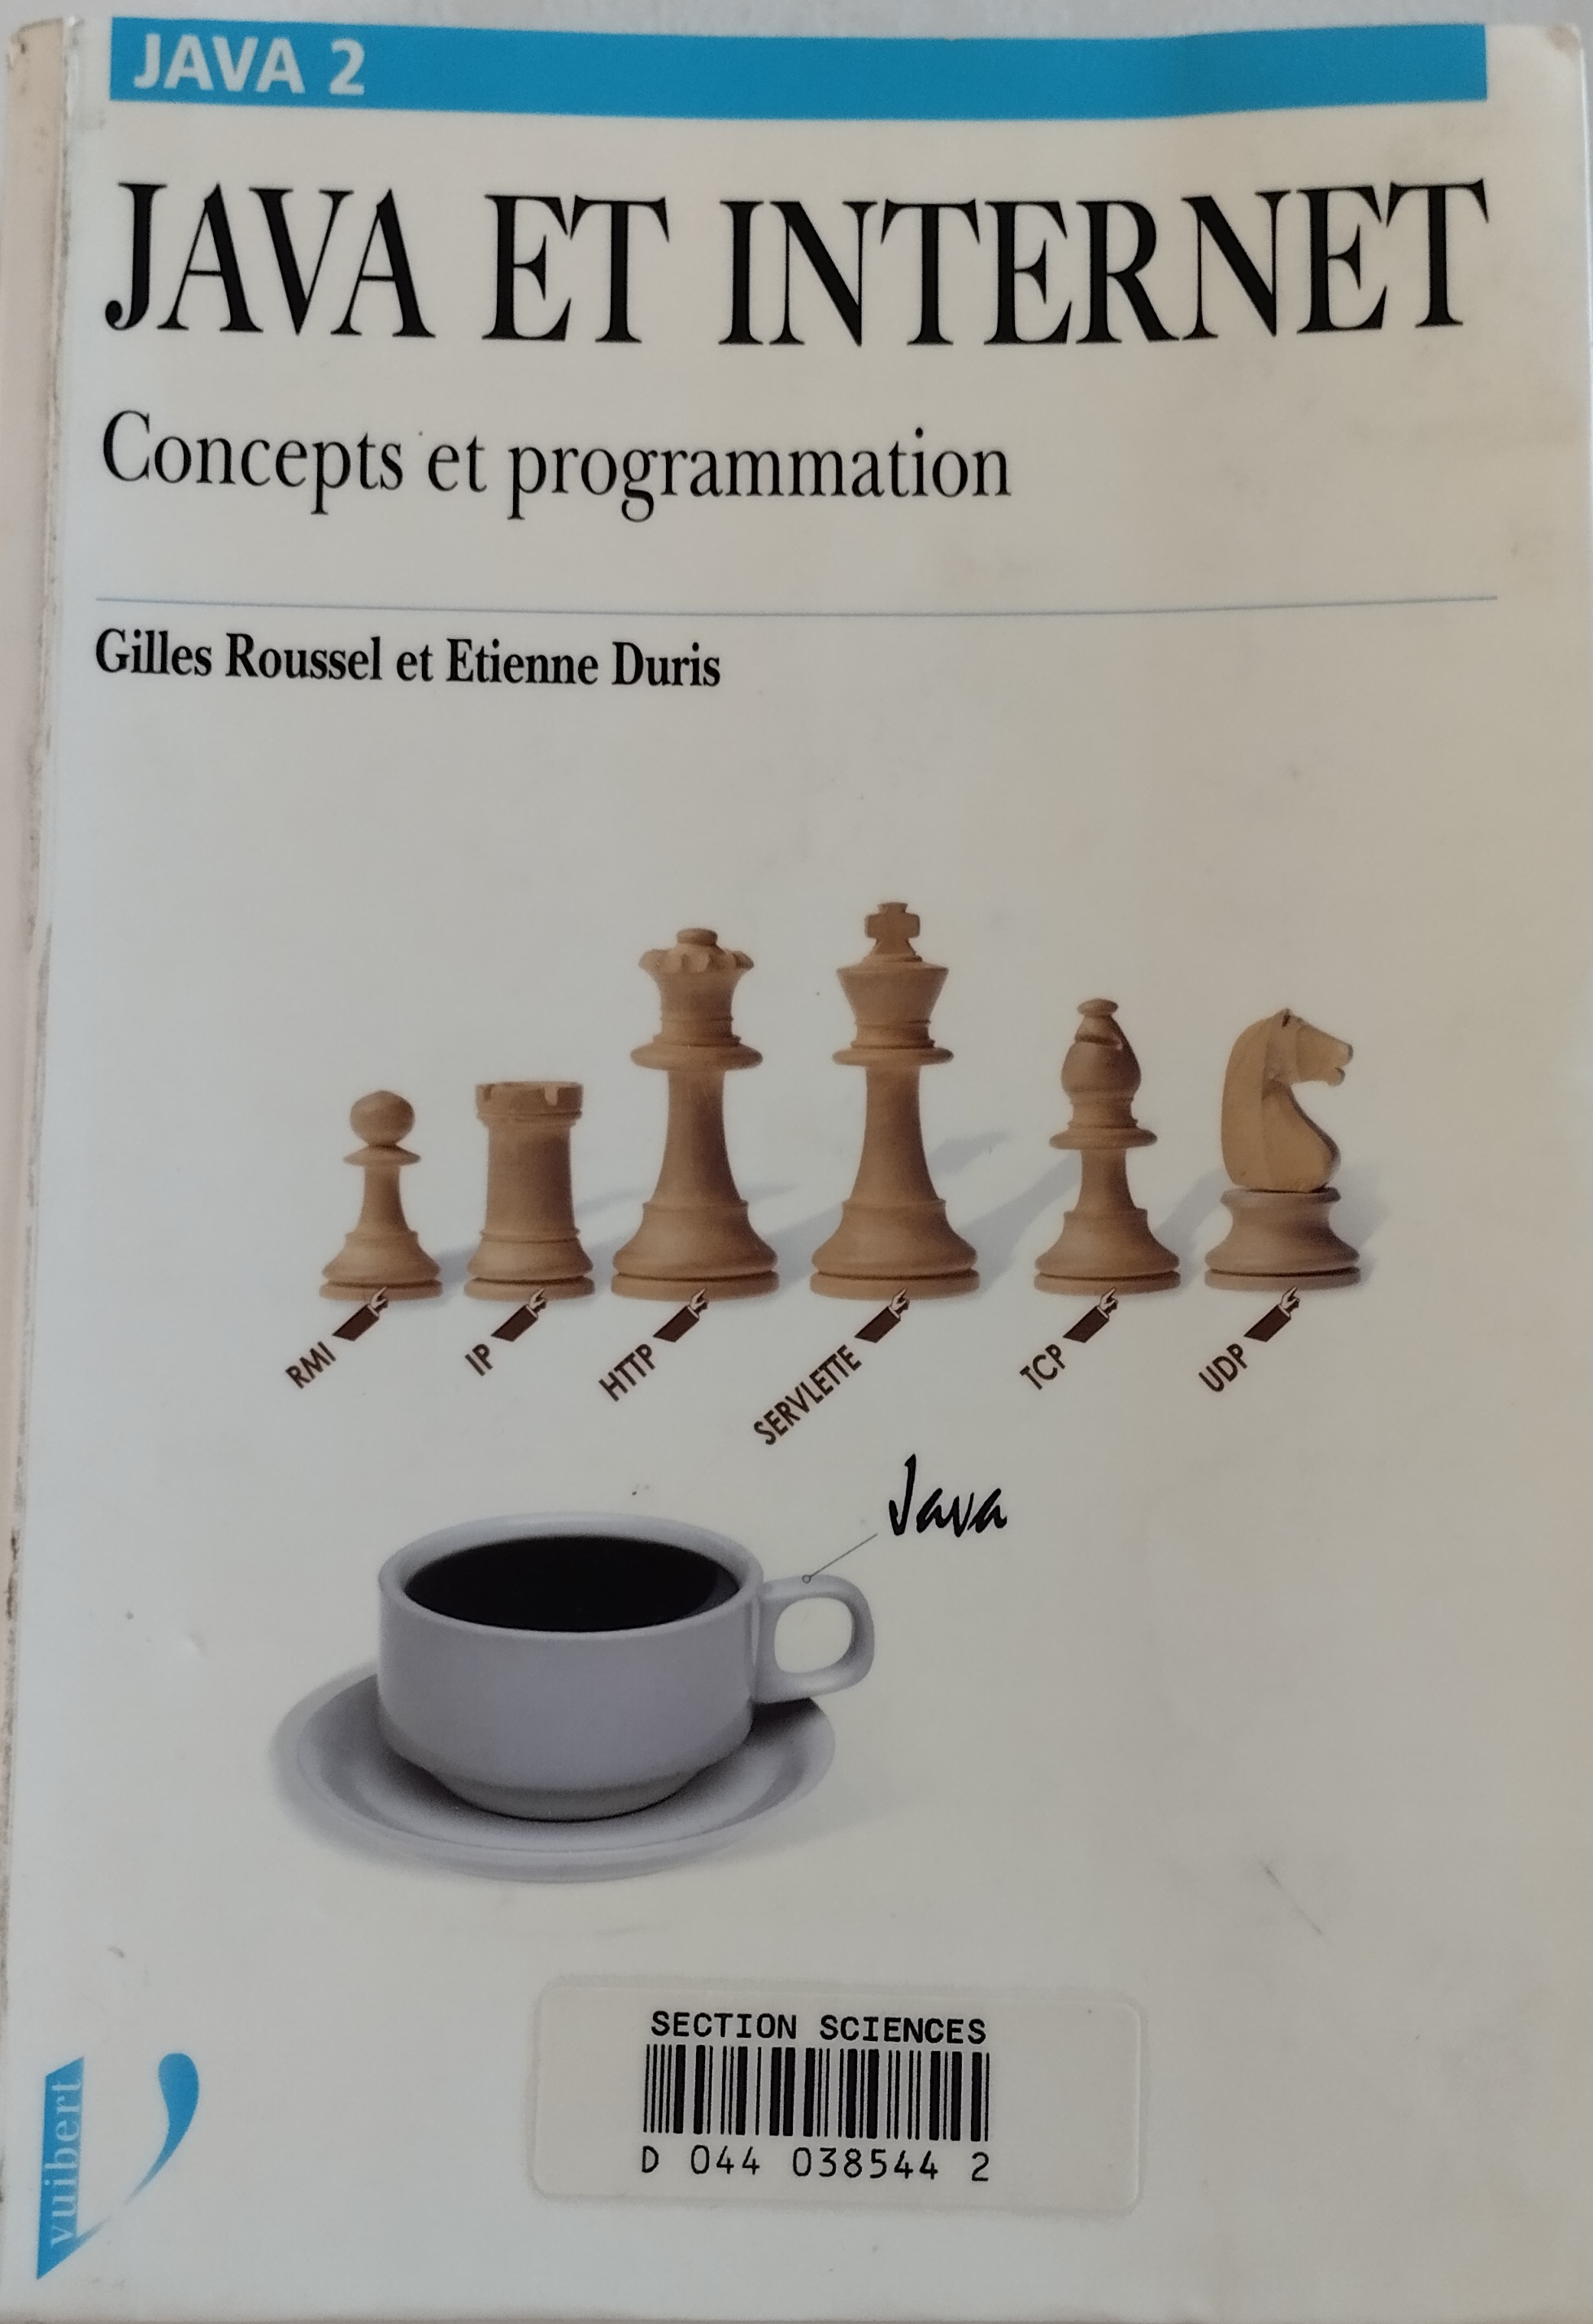 JAVA 2
JAVA ET INTERNET
Concepts et programmation
Gilles Roussel et Etienne Duris
RMI
IP
HTTP
SERVLETTE
TCP
UDP
Java
SECTION SCIENCES
D 044 038544 2
vuibert